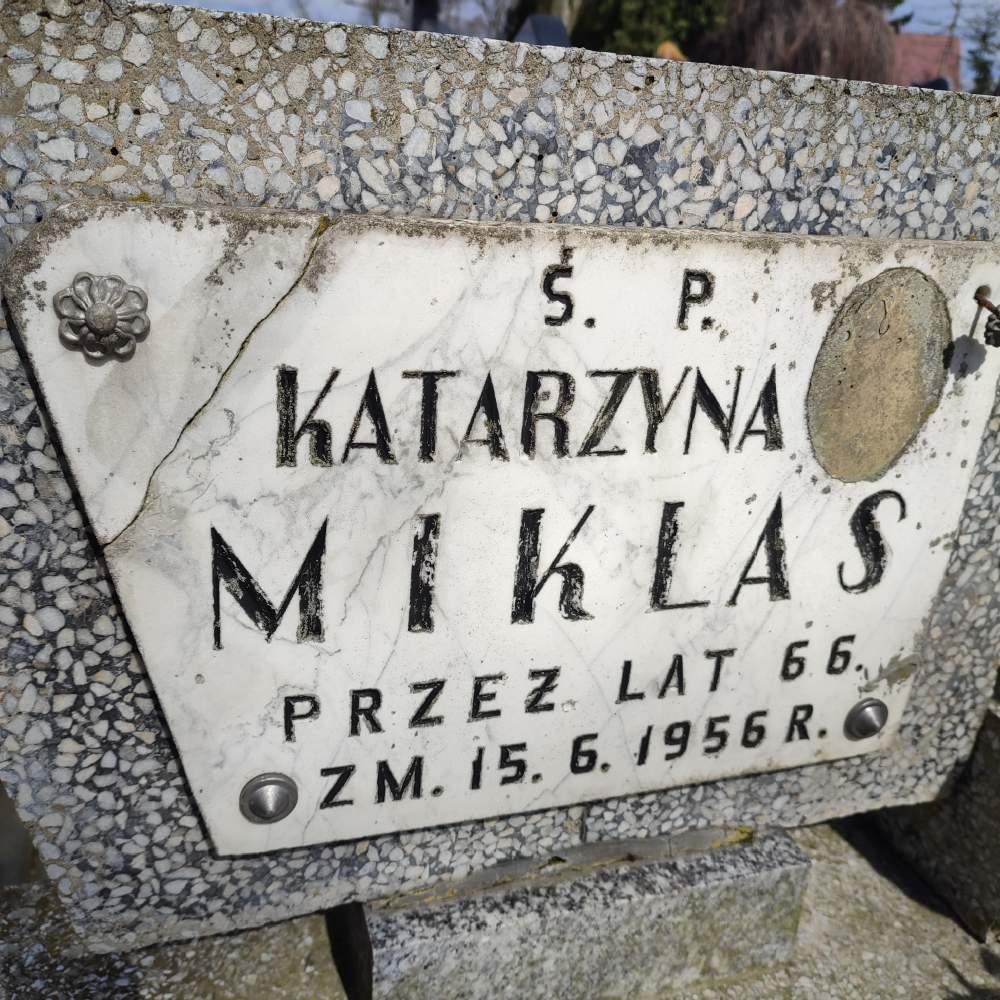 Ś. P.
KATARZYNA
MIKLAS
PRZEŻ. LAT 66.
ZM. 15. 6. 1956 R.